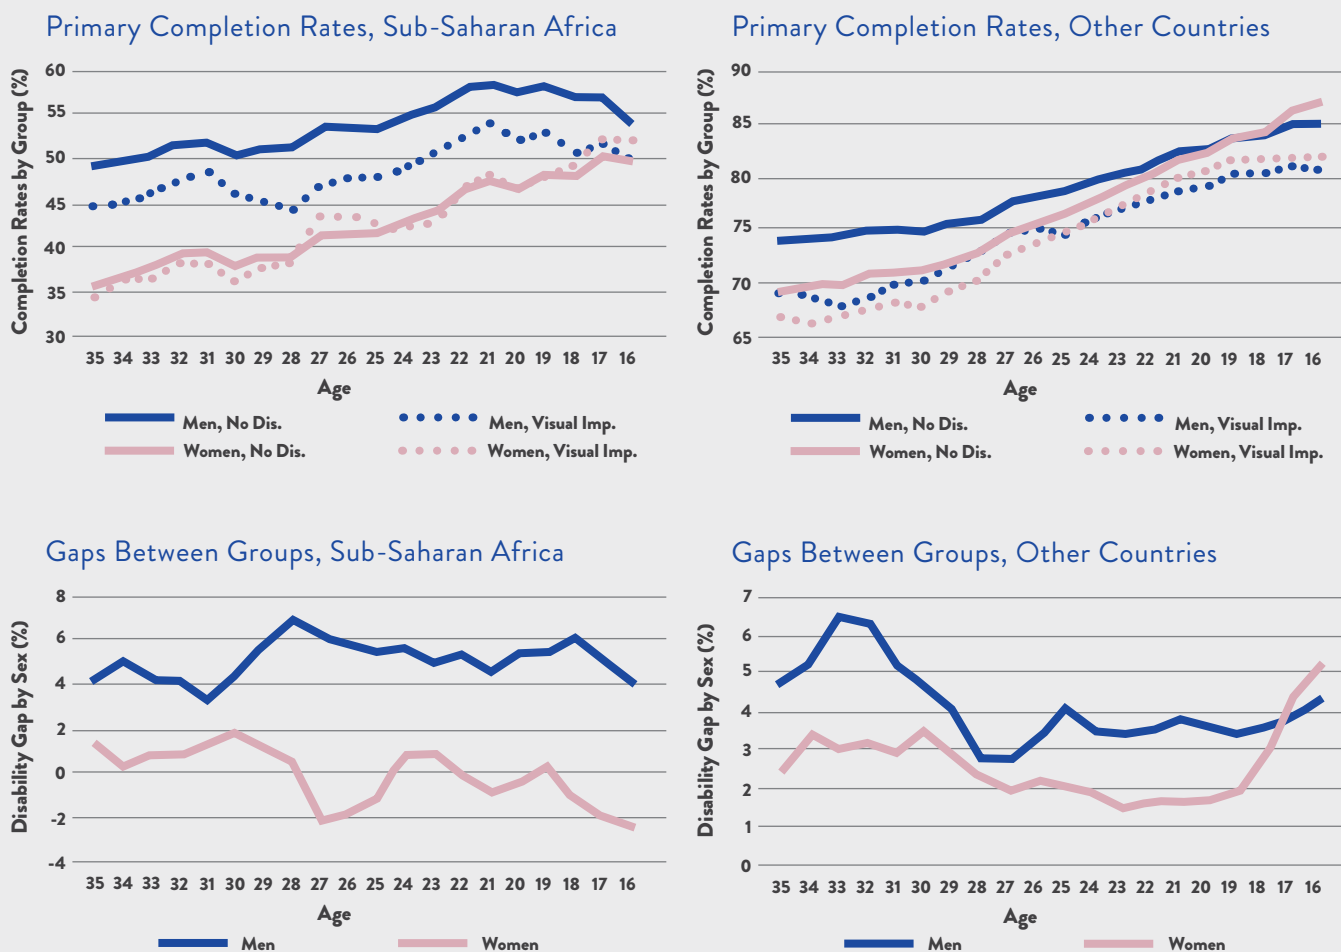 Primary Completion Rates, Sub-Saharan Africa
Completion Rates by Group (%)
60
55
50
45
40
35
30
35 34 33 32 31 30 29 28 27 26 25 24 23 22 21 20 19 18 17 16
Age
Men, No Dis. Men, Visual Imp.
Women, No Dis. Women, Visual Imp.
Primary Completion Rates, Other Countries
Completion Rates by Group (%)
90
85
80
75
70
65
35 34 33 32 31 30 29 28 27 26 25 24 23 22 21 20 19 18 17 16
Age
Men, No Dis. Men, Visual Imp.
Women, No Dis. Women, Visual Imp.
Gaps Between Groups, Sub-Saharan Africa
Disability Gap by Sex (%)
8
6
4
2
0
-2
-4
35 34 33 32 31 30 29 28 27 26 25 24 23 22 21 20 19 18 17 16
Age
Men Women
Gaps Between Groups, Other Countries
Disability Gap by Sex (%)
7
6
5
4
3
2
1
0
35 34 33 32 31 30 29 28 27 26 25 24 23 22 21 20 19 18 17 16
Age
Men Women